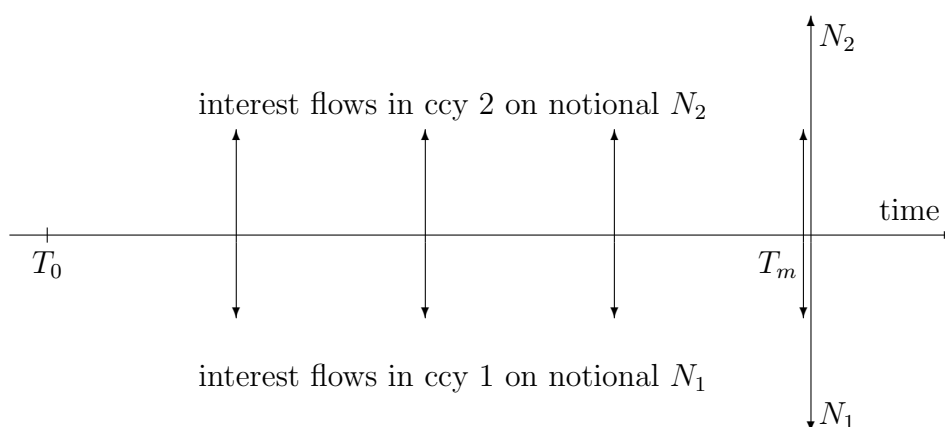 N₂
interest flows in ccy 2 on notional N₂
time
T₀
Tₘ
interest flows in ccy 1 on notional N₁
N₁